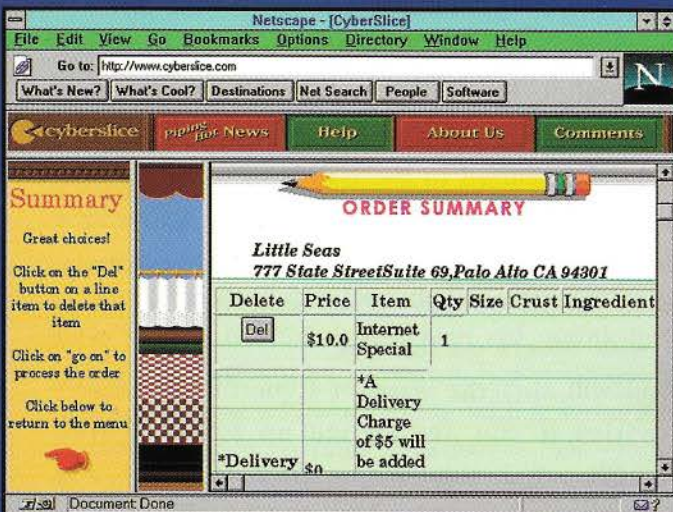 Netscape - [CyberSlice]
File Edit View Go Bookmarks Options Directory Window Help
Go to: http://www.cyberslice.com
N
What's New? What's Cool? Destinations Net Search People Software
cyberslice Piping Hot News Help About Us Comments
Summary
Great choices!
Click on the "Del"
button on a line
item to delete that
item
Click on "go on" to
process the order
Click below to
return to the menu
ORDER SUMMARY
Little Seas
777 State StreetSuite 69,Palo Alto CA 94301
Delete Price Item Qty Size Crust Ingredient
Del $10.0 Internet
Special 1
*A
Delivery
Charge
of $5 will
*Delivery $0 be added
Document Done